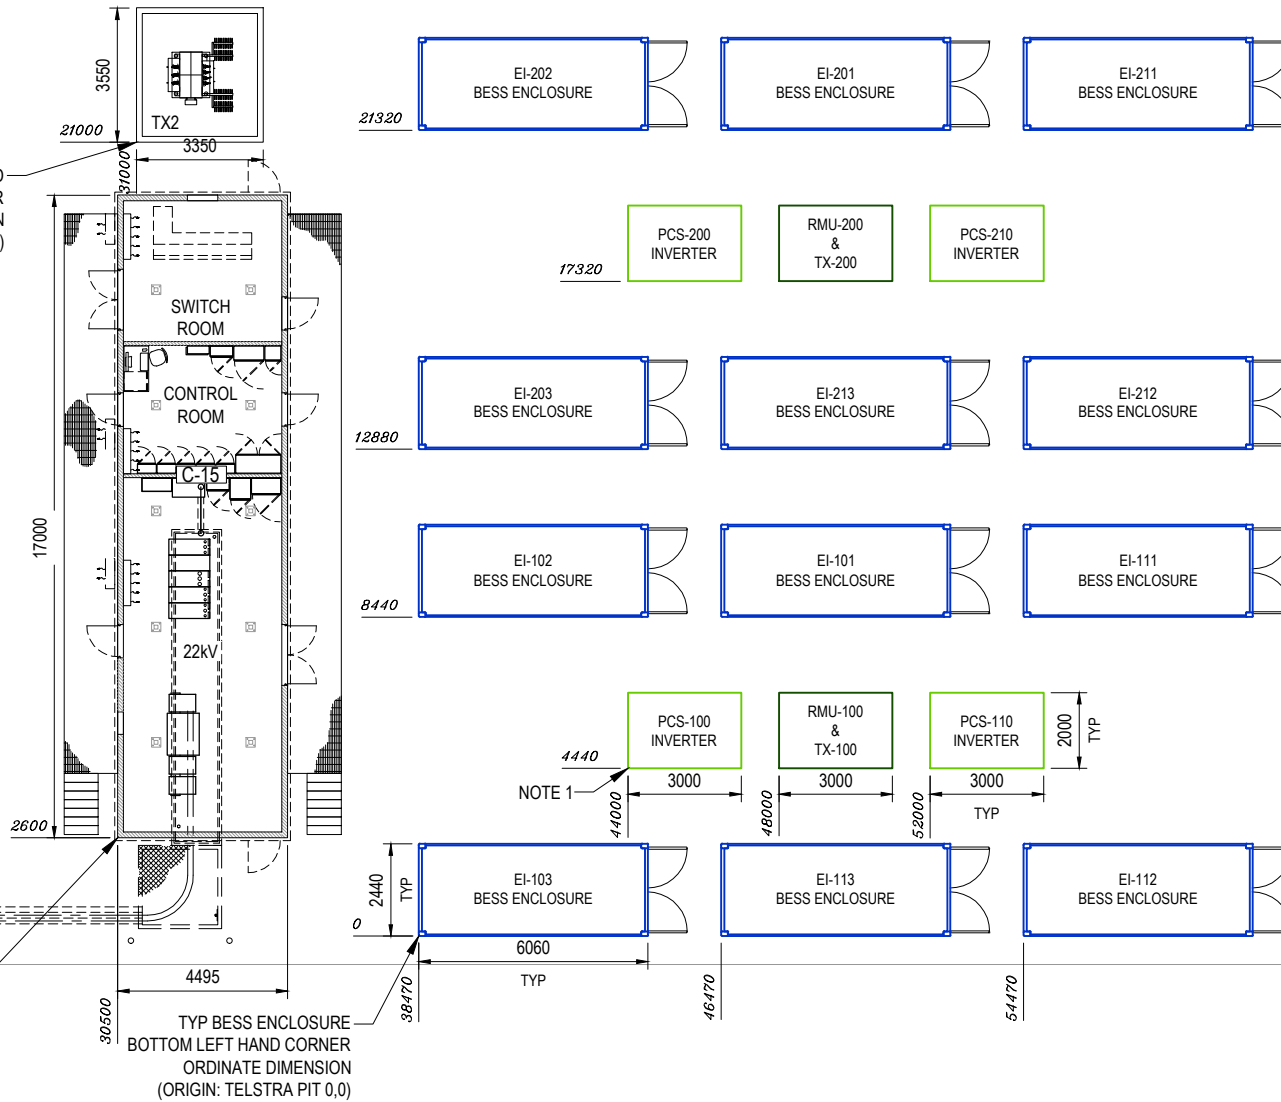 3550
TX2
21000
3350
31000
O
R
N
)
EI-202
BESS ENCLOSURE
EI-201
BESS ENCLOSURE
EI-211
BESS ENCLOSURE
21320
PCS-200
INVERTER
RMU-200
&
TX-200
PCS-210
INVERTER
17320
SWITCH
ROOM
CONTROL
ROOM
C-15
17000
22kV
2600
EI-203
BESS ENCLOSURE
EI-213
BESS ENCLOSURE
EI-212
BESS ENCLOSURE
12880
EI-102
BESS ENCLOSURE
EI-101
BESS ENCLOSURE
EI-111
BESS ENCLOSURE
8440
PCS-100
INVERTER
RMU-100
&
TX-100
PCS-110
INVERTER
2000
TYP
4440
NOTE 1
3000
3000
3000
TYP
44000
48000
52000
EI-103
BESS ENCLOSURE
EI-113
BESS ENCLOSURE
EI-112
BESS ENCLOSURE
2440
TYP
0
6060
TYP
4495
30500
38470
46470
54470
TYP BESS ENCLOSURE
BOTTOM LEFT HAND CORNER
ORDINATE DIMENSION
(ORIGIN: TELSTRA PIT 0,0)